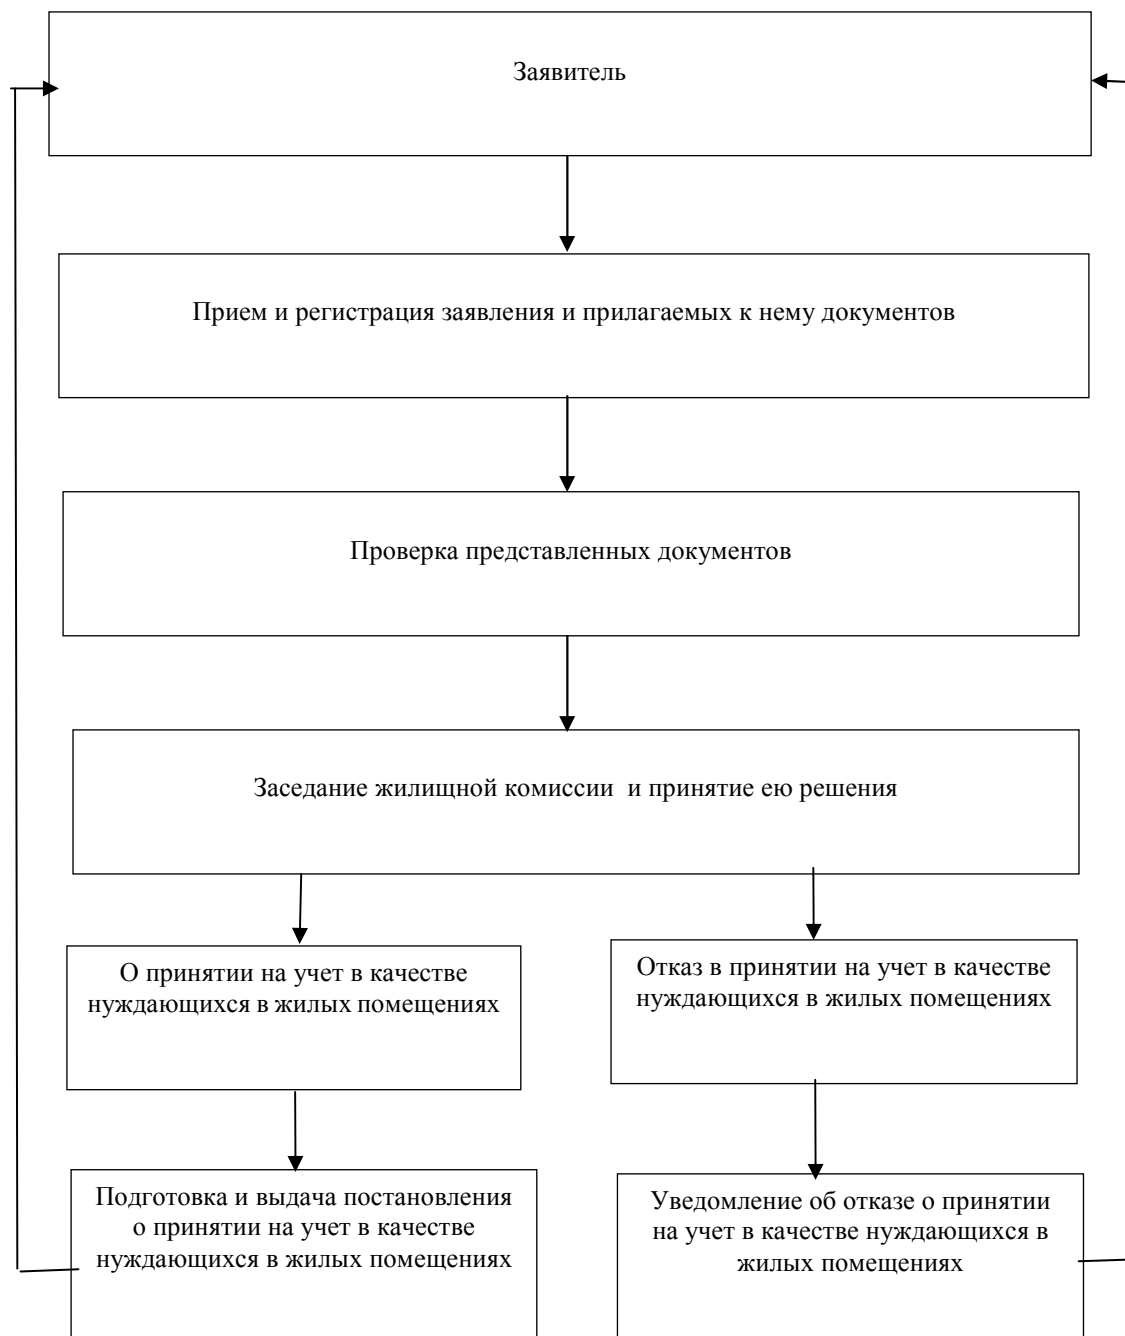 Заявитель
Прием и регистрация заявления и прилагаемых к нему документов
Проверка представленных документов
Заседание жилищной комиссии и принятие ею решения
О принятии на учет в качестве
нуждающихся в жилых помещениях
Отказ в принятии на учет в качестве
нуждающихся в жилых помещениях
Подготовка и выдача постановления
о принятии на учет в качестве
нуждающихся в жилых помещениях
Уведомление об отказе о принятии
на учет в качестве нуждающихся в
жилых помещениях